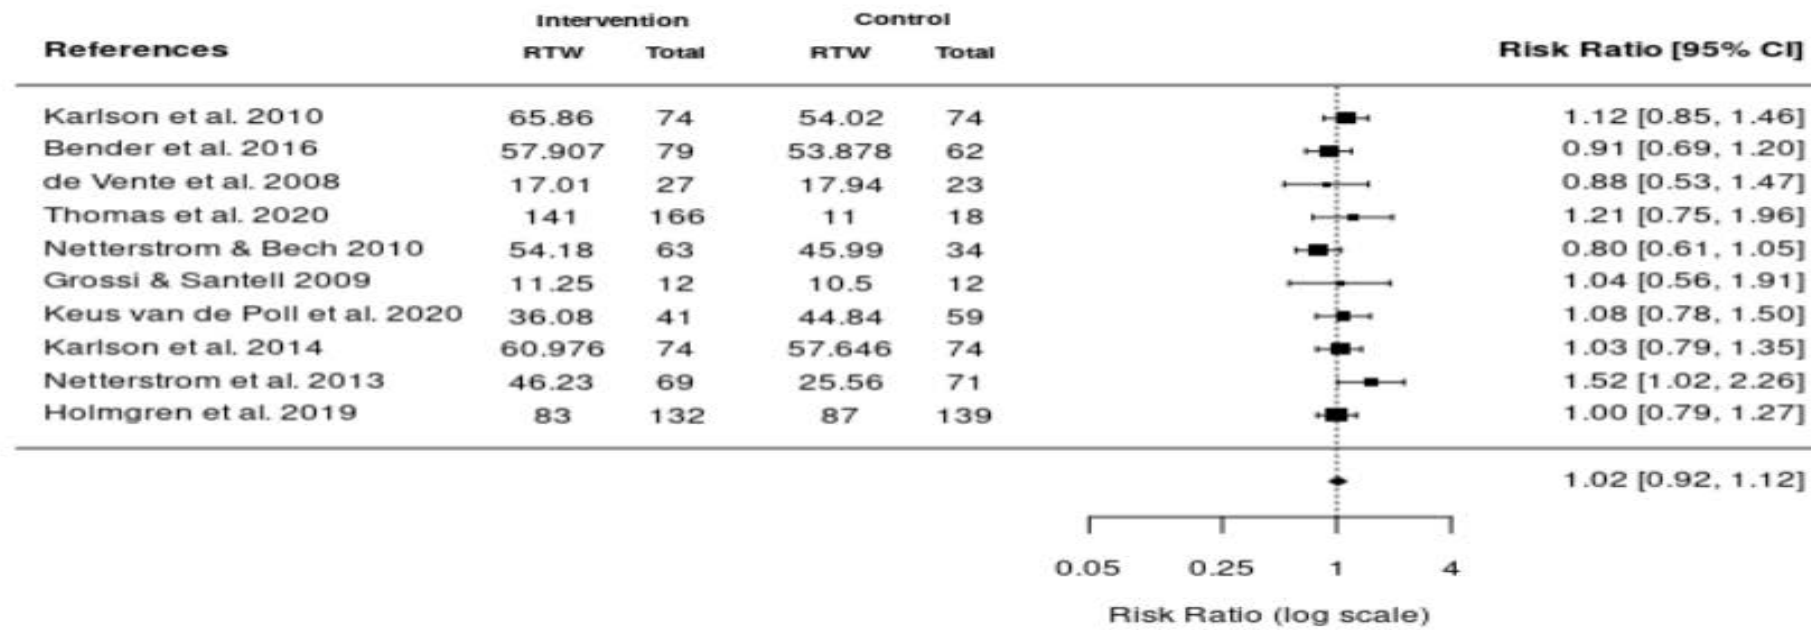 Intervention Control
References RTW Total RTW Total Risk Ratio [95% CI]
Karlson et al. 2010 65.86 74 54.02 74 1.12 [0.85, 1.46]
Bender et al. 2016 57.907 79 53.878 62 0.91 [0.69, 1.20]
de Vente et al. 2008 17.01 27 17.94 23 0.88 [0.53, 1.47]
Thomas et al. 2020 141 166 11 18 1.21 [0.75, 1.96]
Netterstrom & Bech 2010 54.18 63 45.99 34 0.80 [0.61, 1.05]
Grossi & Santell 2009 11.25 12 10.5 12 1.04 [0.56, 1.91]
Keus van de Poll et al. 2020 36.08 41 44.84 59 1.08 [0.78, 1.50]
Karlson et al. 2014 60.976 74 57.646 74 1.03 [0.79, 1.35]
Netterstrom et al. 2013 46.23 69 25.56 71 1.52 [1.02, 2.26]
Holmgren et al. 2019 83 132 87 139 1.00 [0.79, 1.27]
1.02 [0.92, 1.12]
0.05 0.25 1 4
Risk Ratio (log scale)